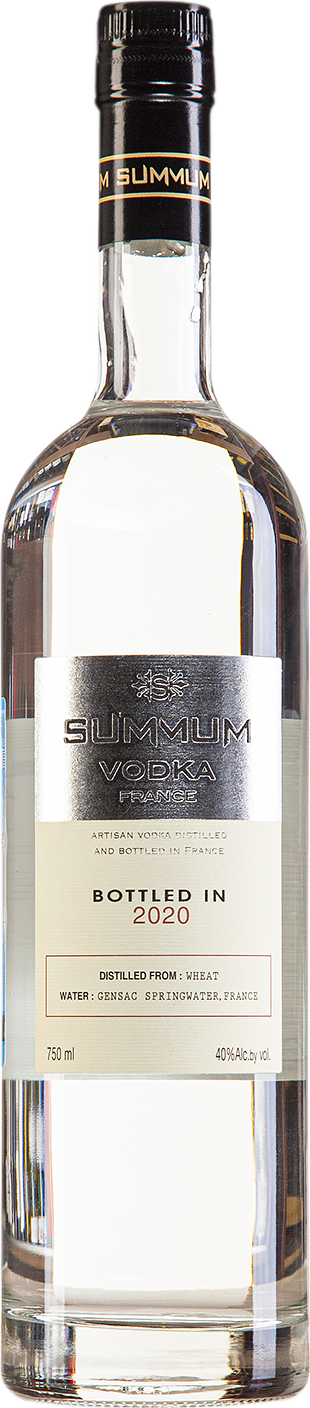 M SUMMUM
S
SUMMUM
VODKA
FRANCE
ARTISAN VODKA DISTILLED
AND BOTTLED IN FRANCE
BOTTLED IN
2020
DISTILLED FROM : WHEAT
WATER : GENSAC SPRINGWATER, FRANCE
750 ml 40%Alc.by vol.